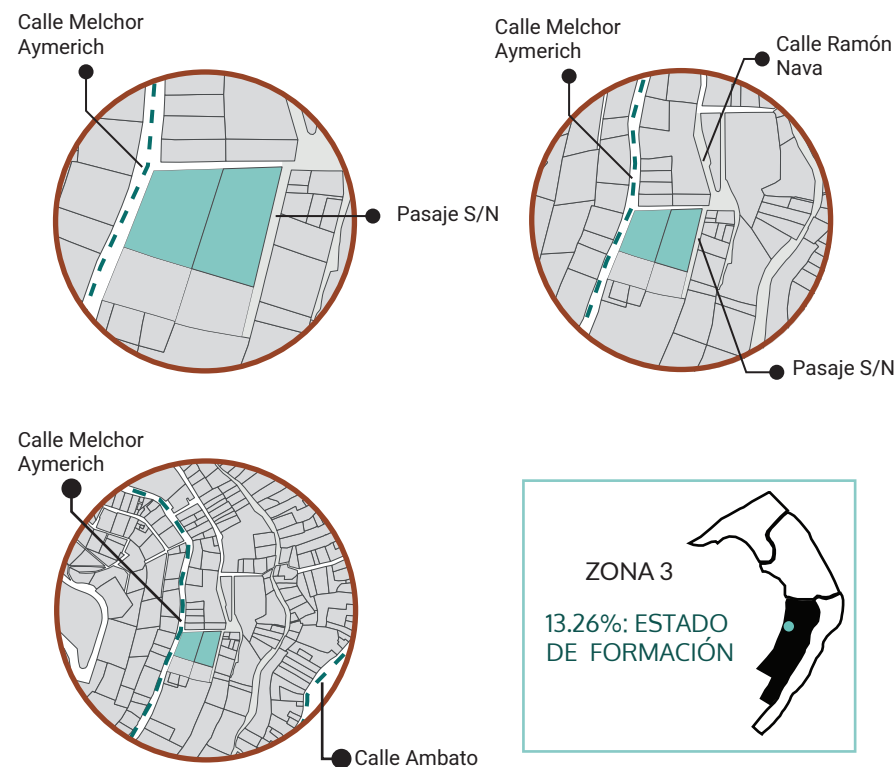 Calle Melchor
Aymerich
Pasaje S/N
Calle Melchor
Aymerich
Calle Ramón
Nava
Pasaje S/N
Calle Melchor
Aymerich
Calle Ambato
ZONA 3
13.26%: ESTADO
DE FORMACIÓN